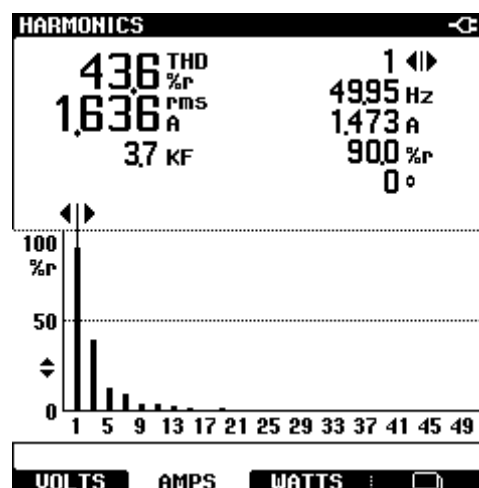 HARMONICS
43.6 THD %r
1.636 rms A
3.7 KF
1
49.95 Hz
1.473 A
90.0 %r
0 °
100
%r
50
0
1 5 9 13 17 21 25 29 33 37 41 45 49
VOLTS AMPS WATTS